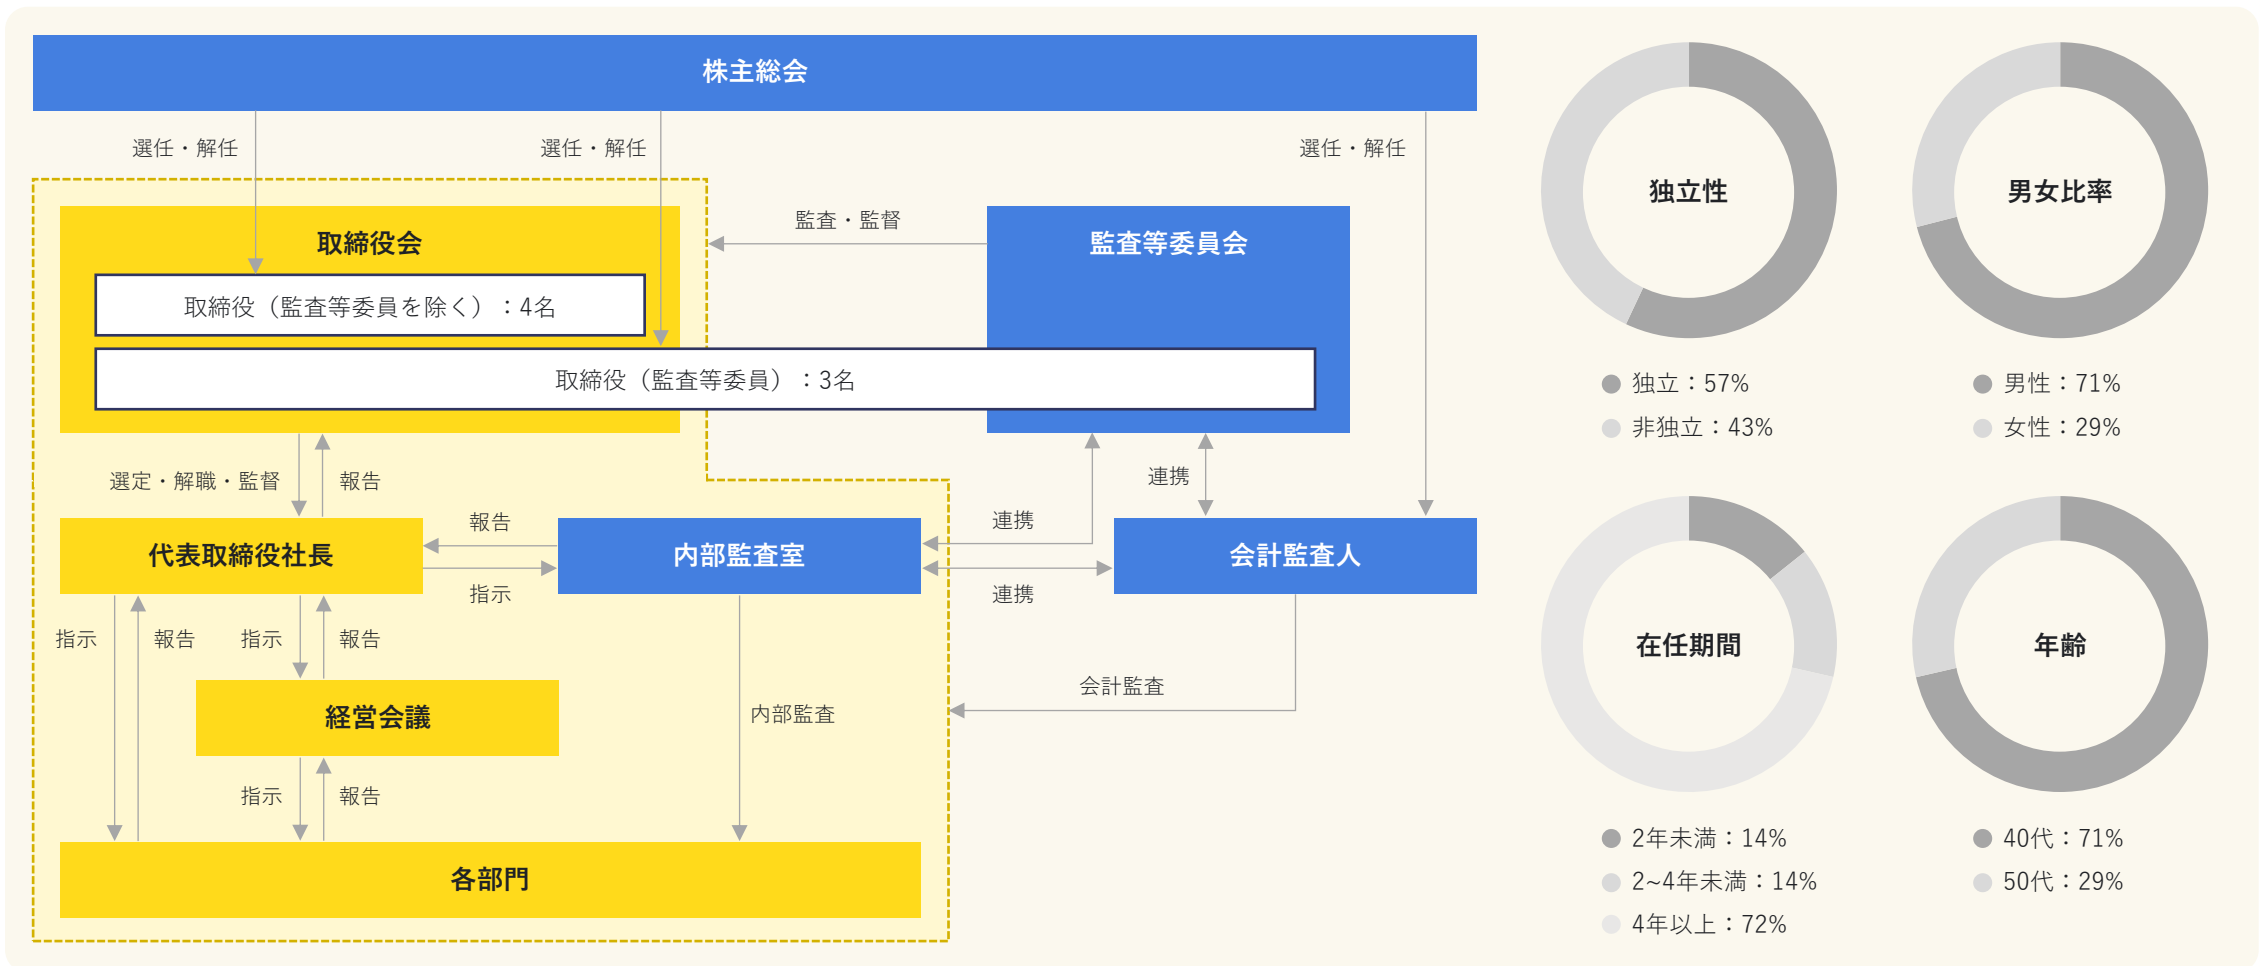 株主総会
選任・解任
選任・解任
選任・解任
取締役会
監査・監督
監査等委員会
取締役（監査等委員を除く）：4名
取締役（監査等委員）：3名
選定・解職・監督
報告
連携
報告
連携
代表取締役社長
内部監査室
会計監査人
指示
連携
指示
報告
指示
報告
会計監査
経営会議
内部監査
指示
報告
各部門
独立性
独立：57%
非独立：43%
男女比率
男性：71%
女性：29%
在任期間
2年未満：14%
2~4年未満：14%
4年以上：72%
年齢
40代：71%
50代：29%